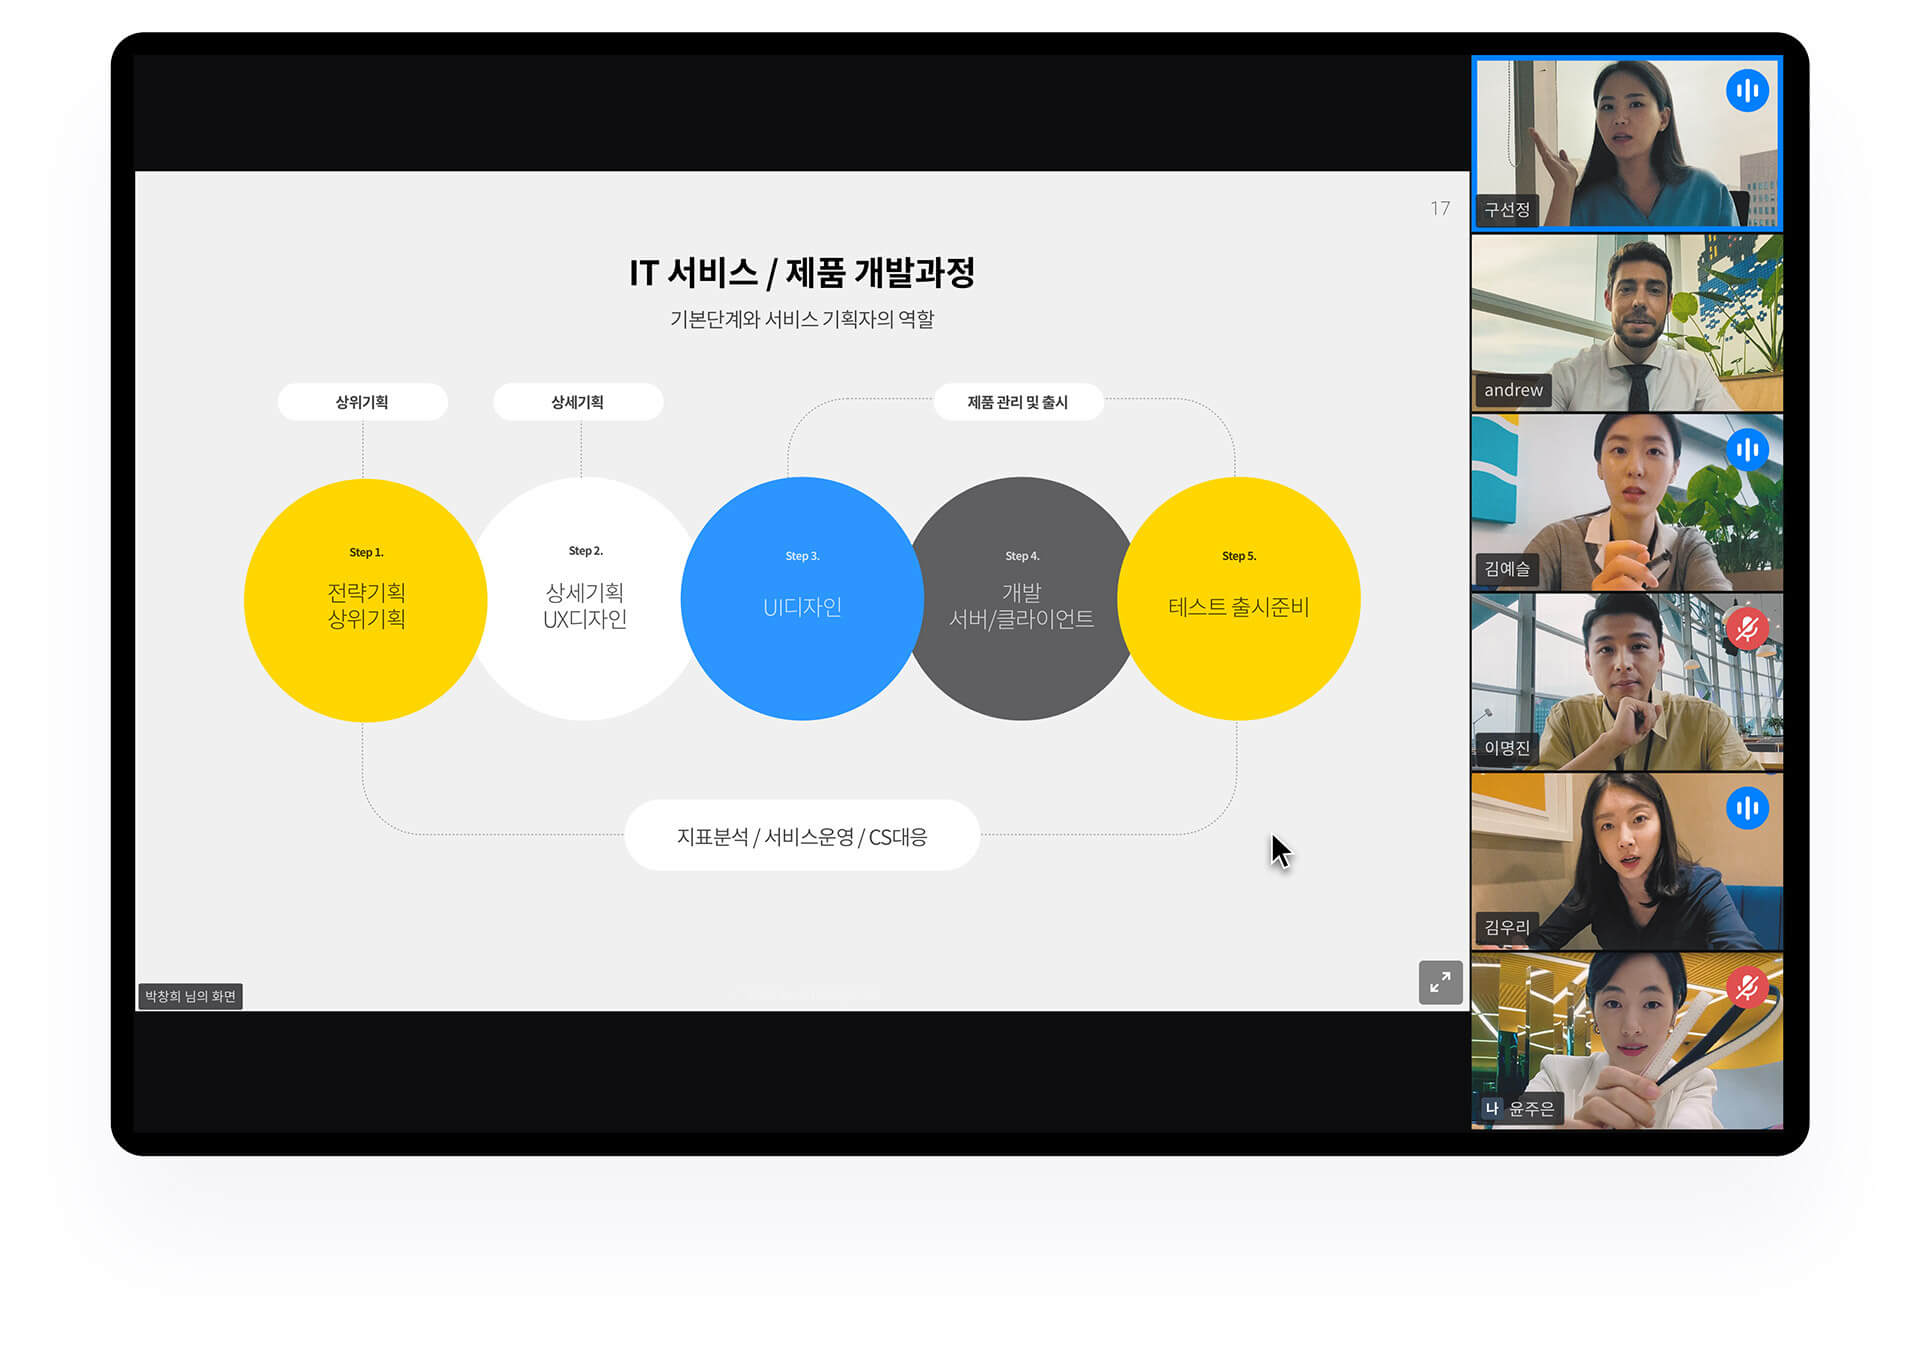 17
IT 서비스 / 제품 개발과정
기본단계와 서비스 기획자의 역할
상위기획
상세기획
제품 관리 및 출시
Step 1.
전략기획
상위기획
Step 2.
상세기획
UX디자인
Step 3.
UI디자인
Step 4.
개발
서버/클라이언트
Step 5.
테스트 출시준비
지표분석 / 서비스운영 / CS대응
박창희 님의 화면
구선정
andrew
김예슬
이명진
김우리
나 윤주은